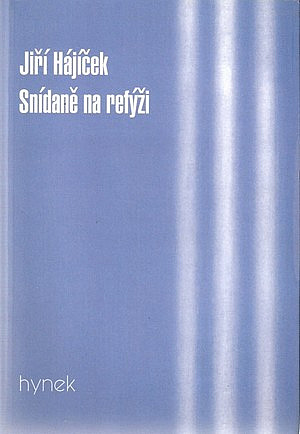 Jiří Hájíček
Snídaně na refýži
hynek